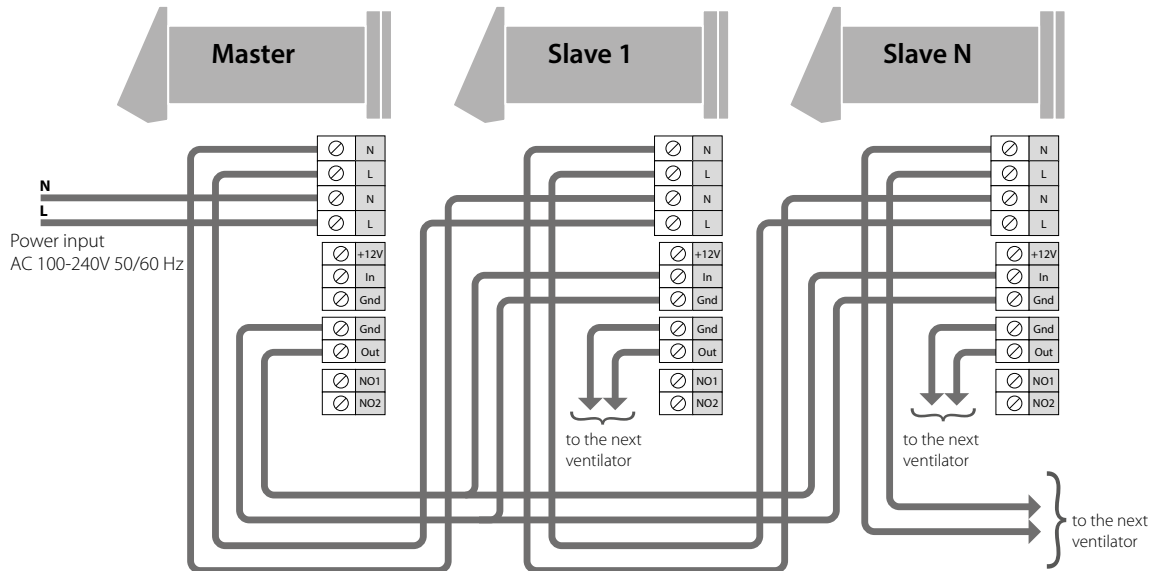 Master
Slave 1
Slave N
N
L
N
L
+12V
In
Gnd
Gnd
Out
NO1
NO2
N
L
N
L
+12V
In
Gnd
Gnd
Out
NO1
NO2
N
L
N
L
+12V
In
Gnd
Gnd
Out
NO1
NO2
N
L
Power input
AC 100-240V 50/60 Hz
to the next
ventilator
to the next
ventilator
to the next
ventilator